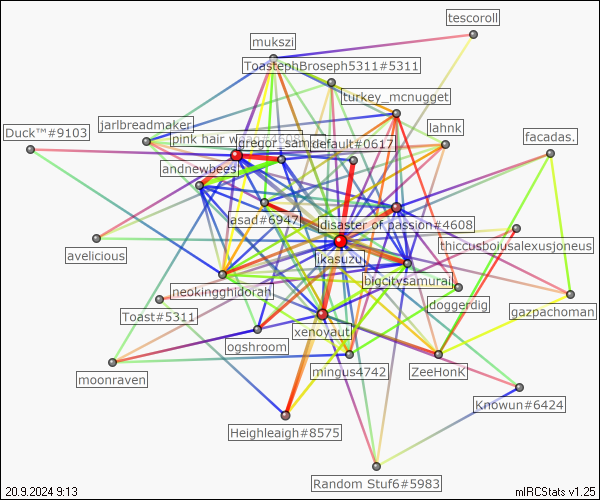 tescoroll
mukszi
ToastephBroseph5311#5311
turkey_mcnugget
jarlbreadmaker
lahnk
Duck™#9103
pink hair
gregor_sam
default#0617
facadas.
andnewbees
lasad#6947
disaster of passion#4608
thiccusboiusalexusjoneus
avelicious
ikasuzu
bigcitysamurai
neokingghidorah
doggerdig
gazpachoman
Toast#5311
xenoyaut
ogshroom
mingus4742
ZeeHonK
moonraven
Knowun#6424
Heighleaigh#8575
Random Stuf6#5983
20.9.2024 9:13
mIRCStats v1.25